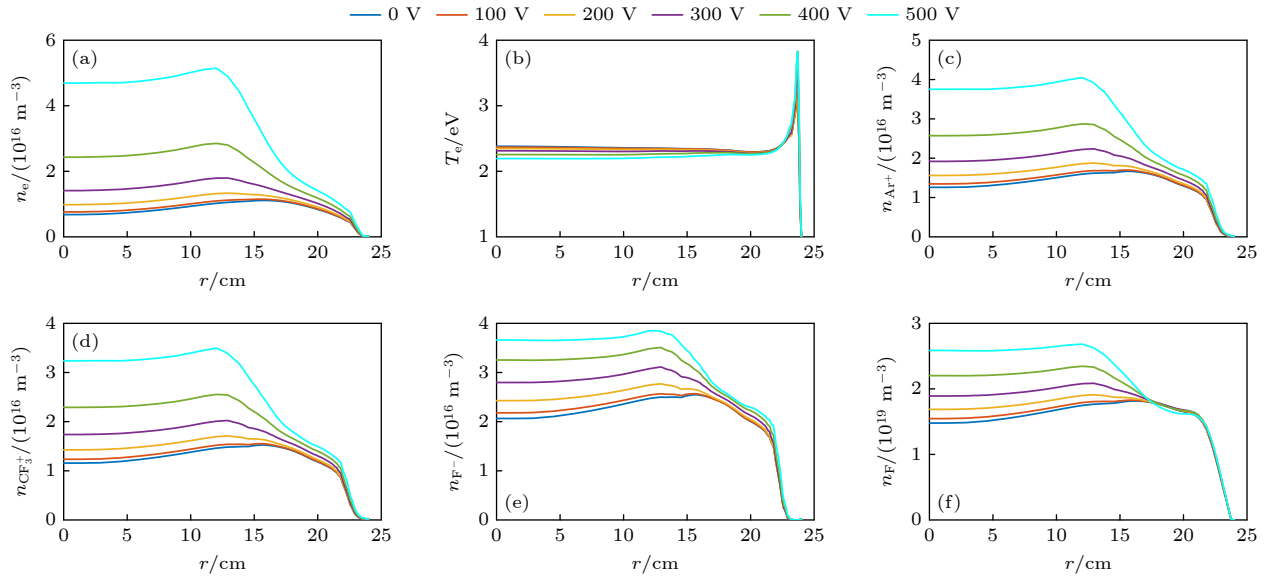 0 V 100 V 200 V 300 V 400 V 500 V
(a)
n_e/(10^16 m^−3)
6
4
2
0
0 5 10 15 20 25
r/cm
(b)
T_e/eV
4
3
2
1
0 5 10 15 20 25
r/cm
(c)
n_Ar^+/(10^16 m^−3)
5
4
3
2
1
0
0 5 10 15 20 25
r/cm
(d)
n_CF_3^+/(10^16 m^−3)
4
3
2
1
0
0 5 10 15 20 25
r/cm
(e)
n_F^−/(10^16 m^−3)
4
3
2
1
0
0 5 10 15 20 25
r/cm
(f)
n_F/(10^19 m^−3)
3
2
1
0
0 5 10 15 20 25
r/cm